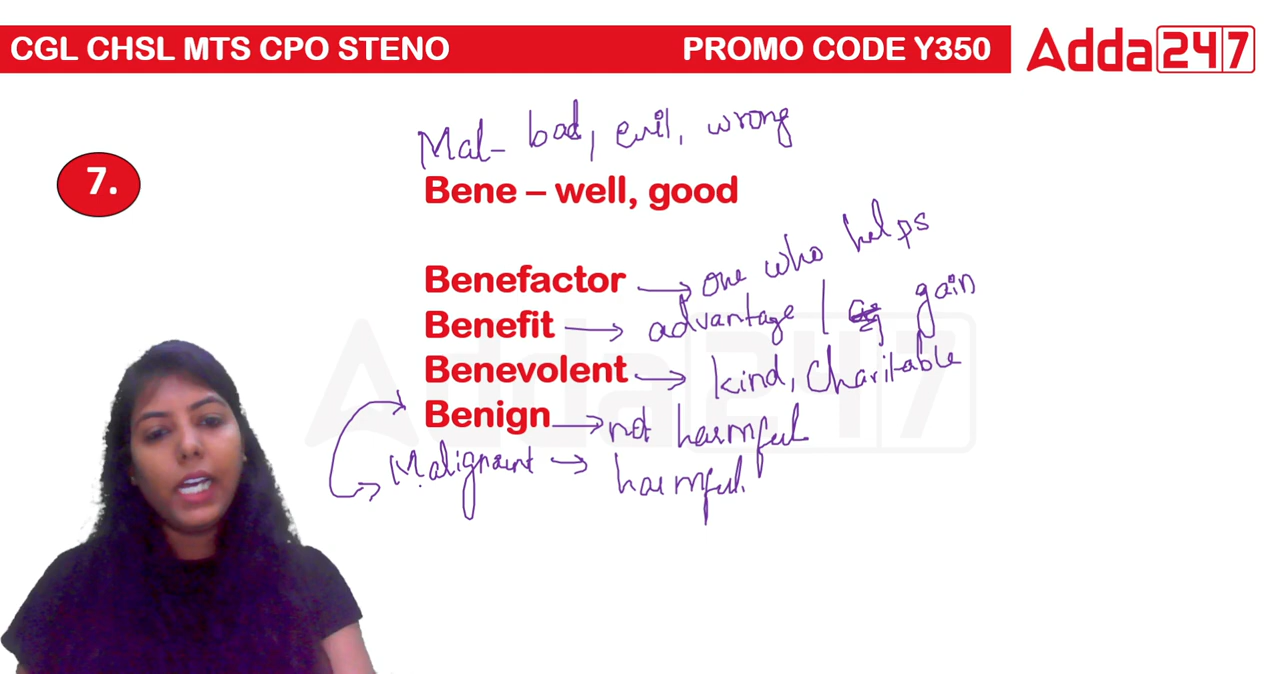 CGL CHSL MTS CPO STENO PROMO CODE Y350 Adda247
Mal- bad, evil, wrong
7.
Bene – well, good
Benefactor → one who helps
Benefit → advantage | gain
Benevolent → kind, Charitable
Benign → not harmful
Malignant → harmful.
Adda247